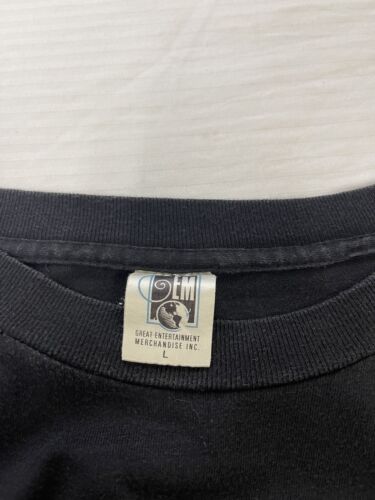 GEM
GREAT ENTERTAINMENT
MERCHANDISE INC.
L